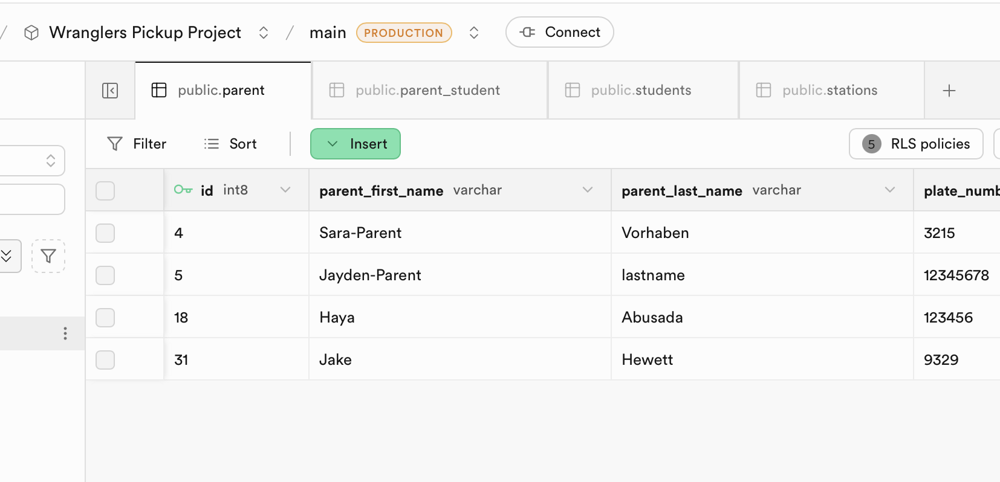 / Wranglers Pickup Project / main PRODUCTION Connect
public.parent public.parent_student public.students public.stations +
Filter Sort Insert 5 RLS policies
id int8 parent_first_name varchar parent_last_name varchar plate_numb
4 Sara-Parent Vorhaben 3215
5 Jayden-Parent lastname 12345678
18 Haya Abusada 123456
31 Jake Hewett 9329